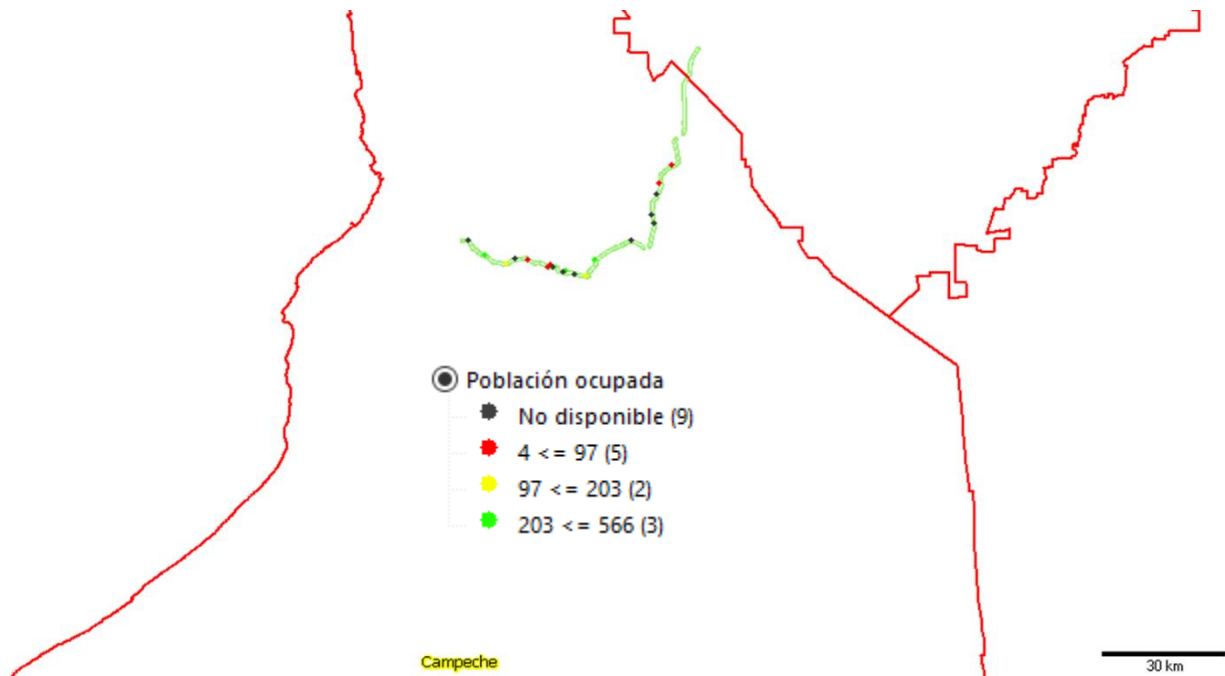 Población ocupada
No disponible (9)
4 <= 97 (5)
97 <= 203 (2)
203 <= 566 (3)
Campeche
30 km